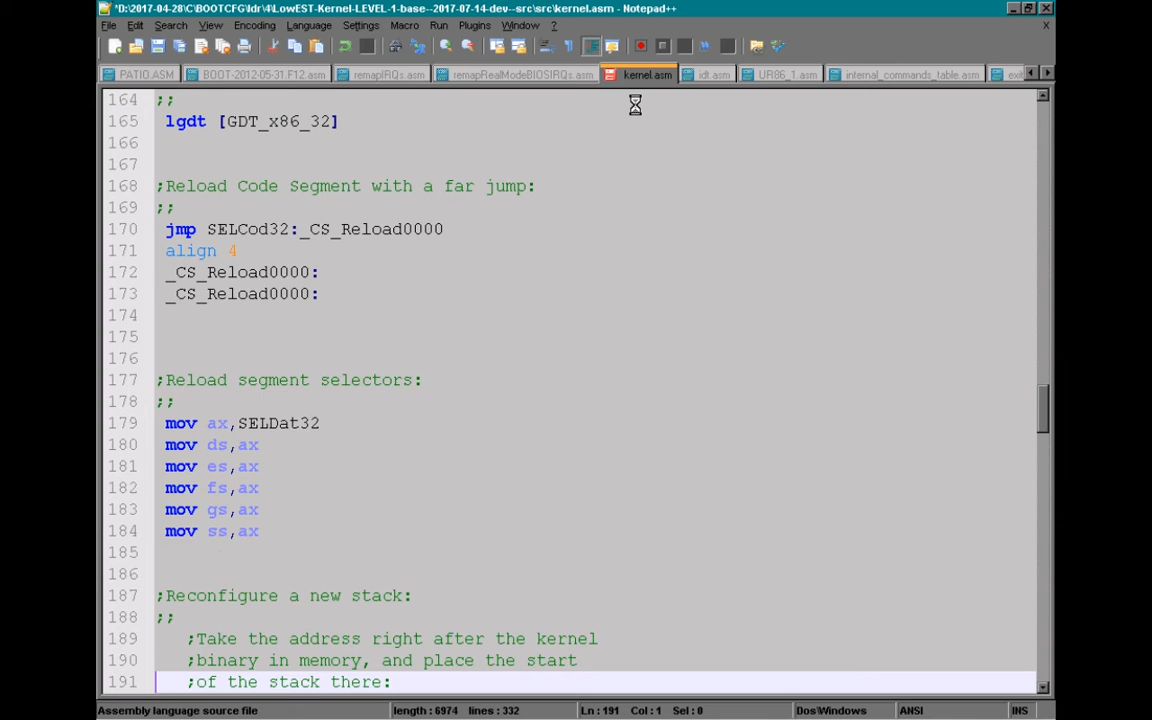 *D:\2017-04-28\C\BOOTCFG\ldr\4\LowEST-Kernel-LEVEL-1-base--2017-07-14-dev--src\src\kernel.asm - Notepad++
File Edit Search View Encoding Language Settings Macro Run Plugins Window ?
PATIO.ASM BOOT-2012-05-31.F12.asm remapIRQs.asm remapRealModeBIOSIRQs.asm kernel.asm idt.asm UR86_1.asm internal_commands_table.asm exit
164 ;;
165 lgdt [GDT_x86_32]
166
167
168 ;Reload Code Segment with a far jump:
169 ;;
170 jmp SELCod32:_CS_Reload0000
171 align 4
172 _CS_Reload0000:
173 _CS_Reload0000:
174
175
176
177 ;Reload segment selectors:
178 ;;
179 mov ax,SELDat32
180 mov ds,ax
181 mov es,ax
182 mov fs,ax
183 mov gs,ax
184 mov ss,ax
185
186
187 ;Reconfigure a new stack:
188 ;;
189 ;Take the address right after the kernel
190 ;binary in memory, and place the start
191 ;of the stack there:
Assembly language source file length : 6974 lines : 332 Ln : 191 Col : 1 Sel : 0 Dos\Windows ANSI INS